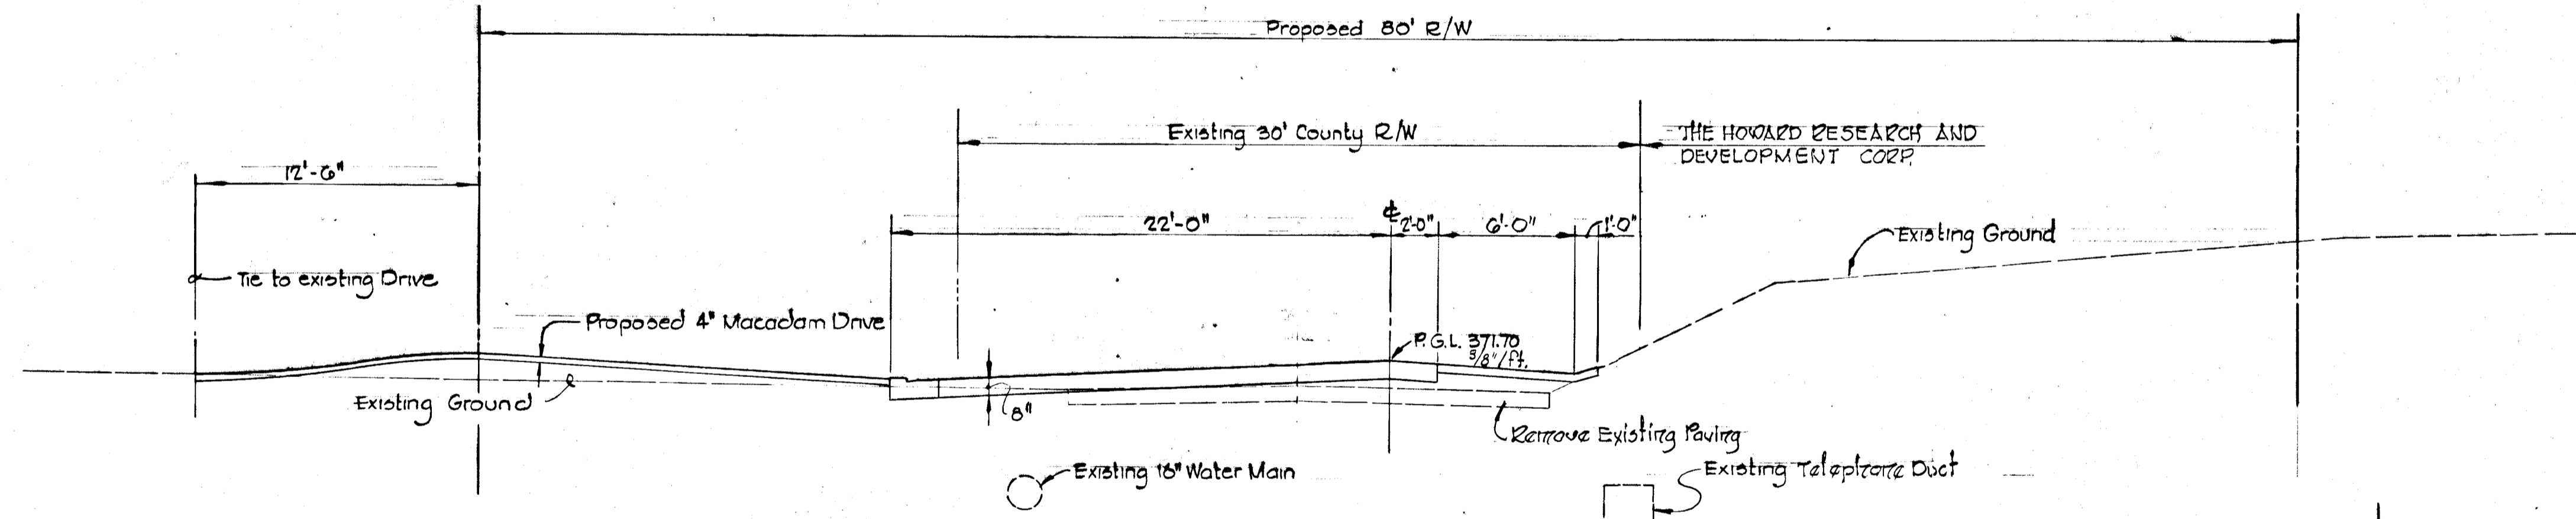 Proposed 80' R/W
Existing 30' County R/W
THE HOWARD RESEARCH AND
DEVELOPMENT CORP.
12'-6"
22'-0"
℄
2'-0"
6'-0"
1'-0"
Existing Ground
Tie to existing Drive
Proposed 4" Macadam Drive
P.G.L. 371.70
3/8"/ft.
Existing Ground
8"
Remove Existing Paving
Existing 16" Water Main
Existing Telephone Duct